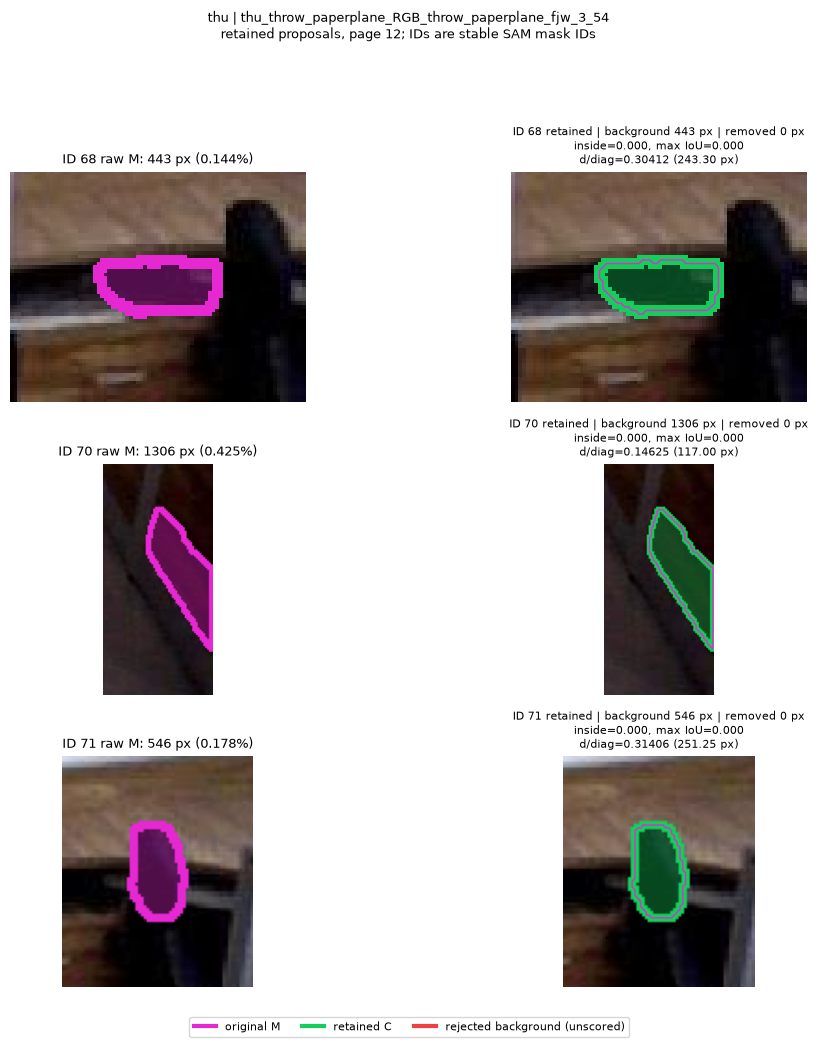 thu | thu_throw_paperplane_RGB_throw_paperplane_fjw_3_54
retained proposals, page 12; IDs are stable SAM mask IDs
ID 68 raw M: 443 px (0.144%)
ID 68 retained | background 443 px | removed 0 px
inside=0.000, max IoU=0.000
d/diag=0.30412 (243.30 px)
ID 70 raw M: 1306 px (0.425%)
ID 70 retained | background 1306 px | removed 0 px
inside=0.000, max IoU=0.000
d/diag=0.14625 (117.00 px)
ID 71 raw M: 546 px (0.178%)
ID 71 retained | background 546 px | removed 0 px
inside=0.000, max IoU=0.000
d/diag=0.31406 (251.25 px)
original M
retained C
rejected background (unscored)